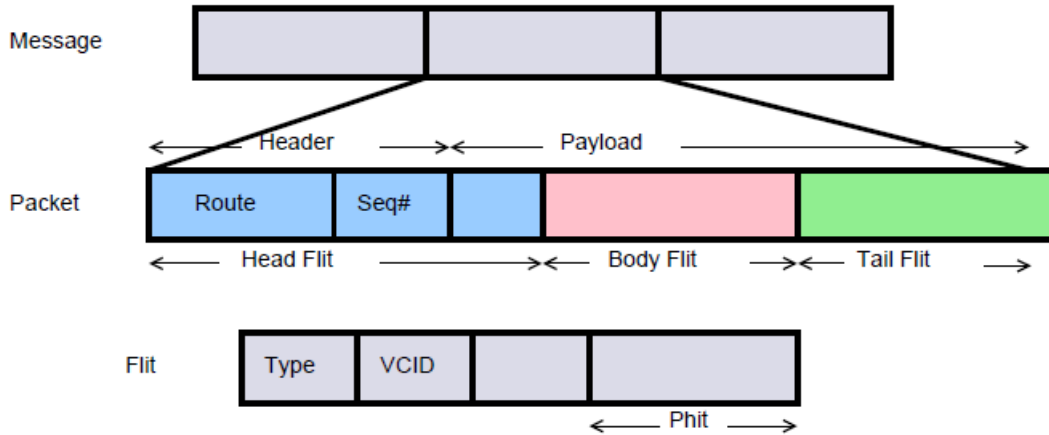 Message
Header
Payload
Packet
Route
Seq#
Head Flit
Body Flit
Tail Flit
Flit
Type
VCID
Phit